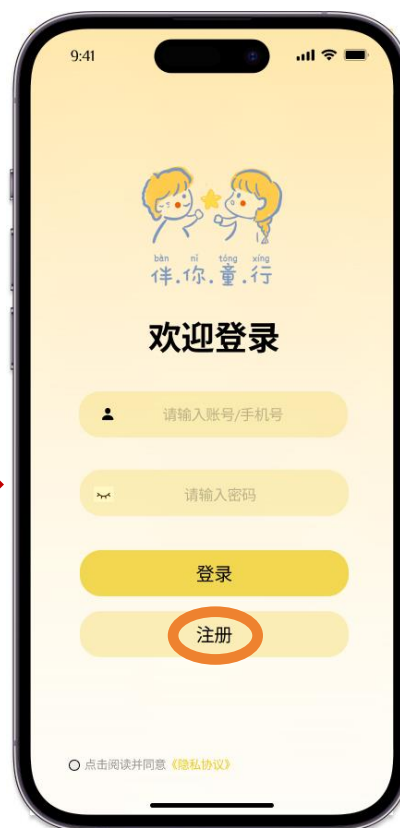 9:41
bàn nǐ tóng xíng
伴.你.童.行
欢迎登录
请输入账号/手机号
请输入密码
登录
注册
点击阅读并同意《隐私协议》